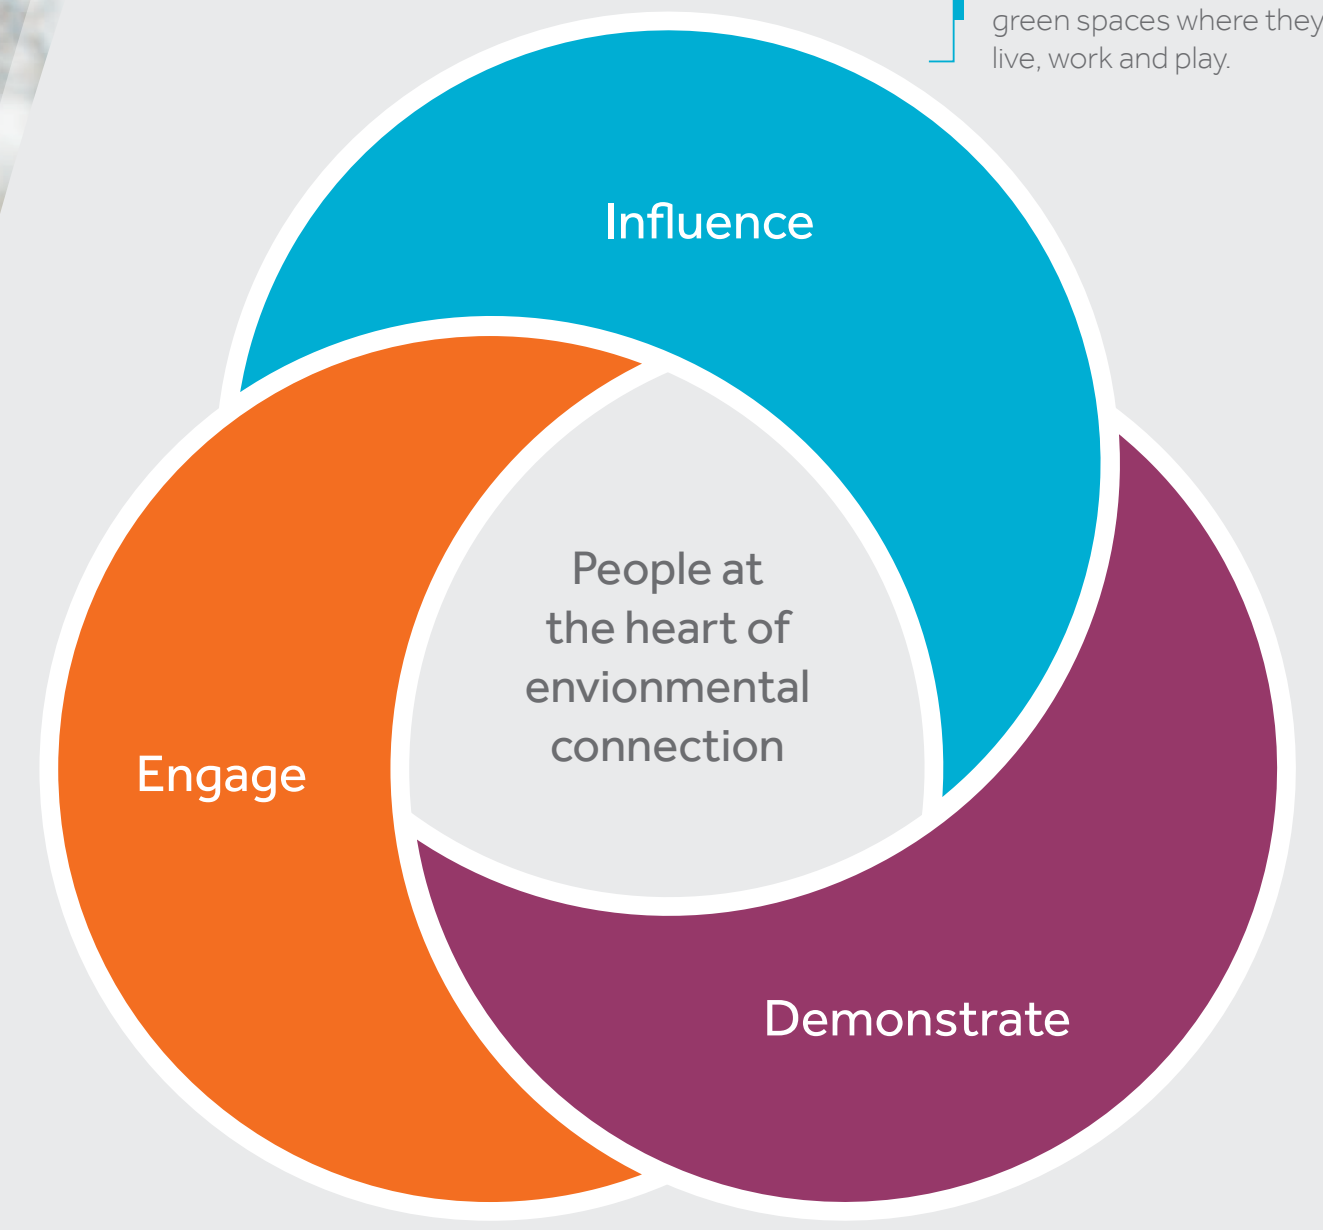 green spaces where they
live, work and play.
Influence
People at
the heart of
envionmental
connection
Engage
Demonstrate